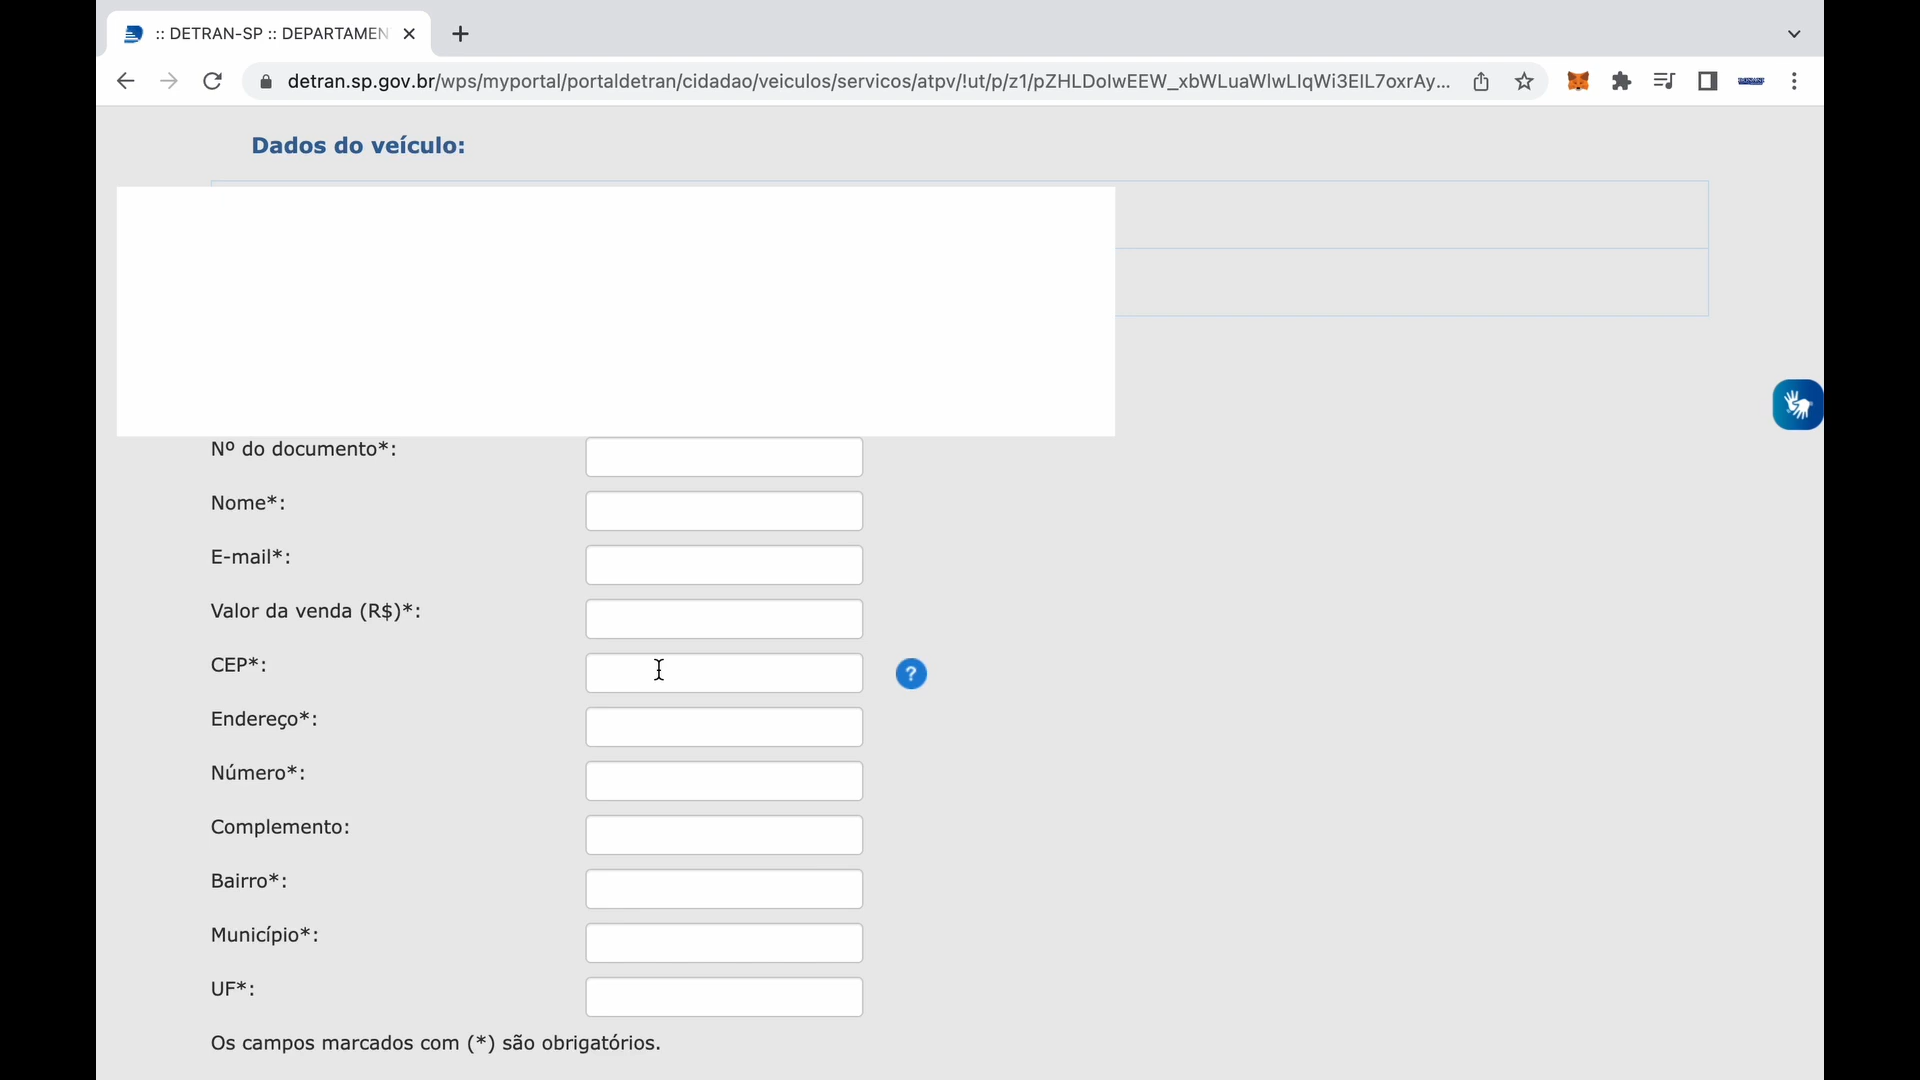 :: DETRAN-SP :: DEPARTAMEN
detran.sp.gov.br/wps/myportal/portaldetran/cidadao/veiculos/servicos/atpv/!ut/p/z1/pZHLDoIwEEW_xbWLuaWlwLIqWi3EIL7oxrAy...
Dados do veículo:
Nº do documento*:
Nome*:
E-mail*:
Valor da venda (R$)*:
CEP*:
?
Endereço*:
Número*:
Complemento:
Bairro*:
Município*:
UF*:
Os campos marcados com (*) são obrigatórios.